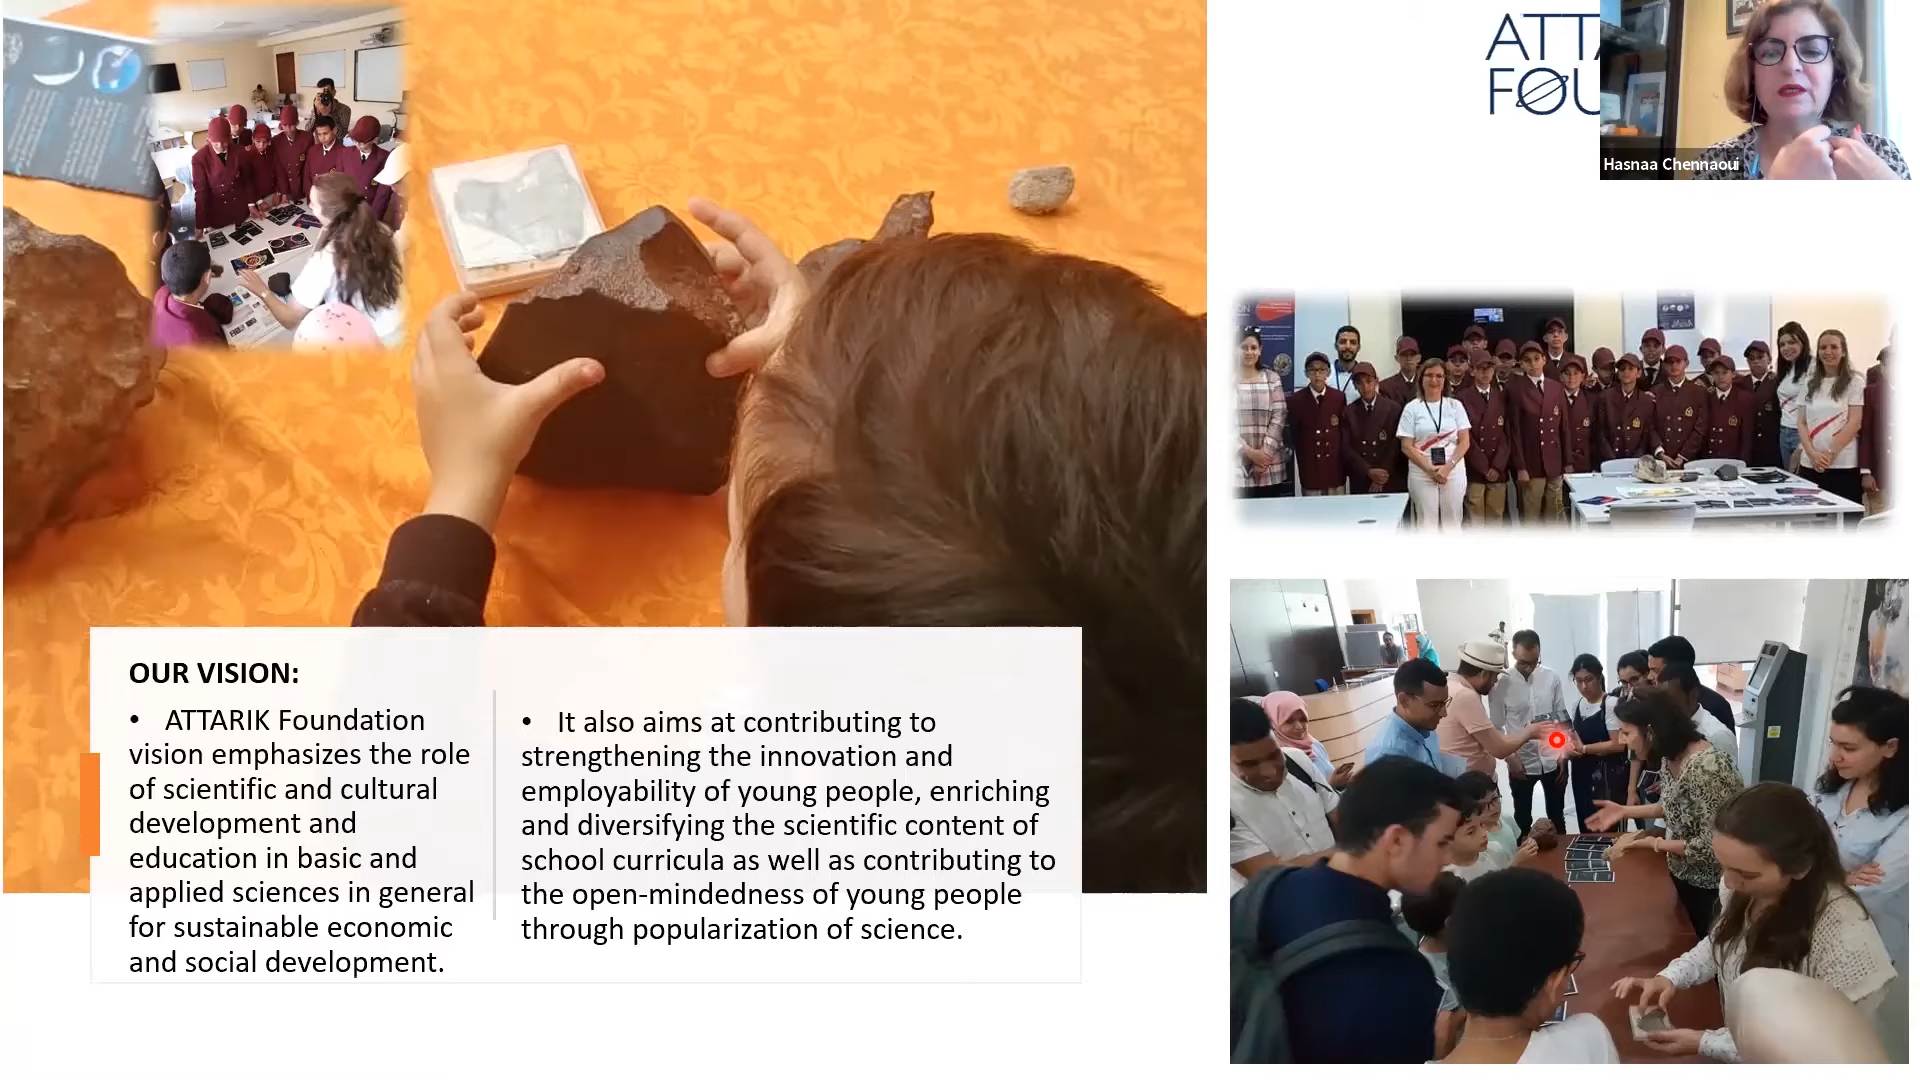 ATTA
FOU
Hasnaa Chennaoui
OUR VISION:
• ATTARIK Foundation
vision emphasizes the role
of scientific and cultural
development and
education in basic and
applied sciences in general
for sustainable economic
and social development.
• It also aims at contributing to
strengthening the innovation and
employability of young people, enriching
and diversifying the scientific content of
school curricula as well as contributing to
the open-mindedness of young people
through popularization of science.